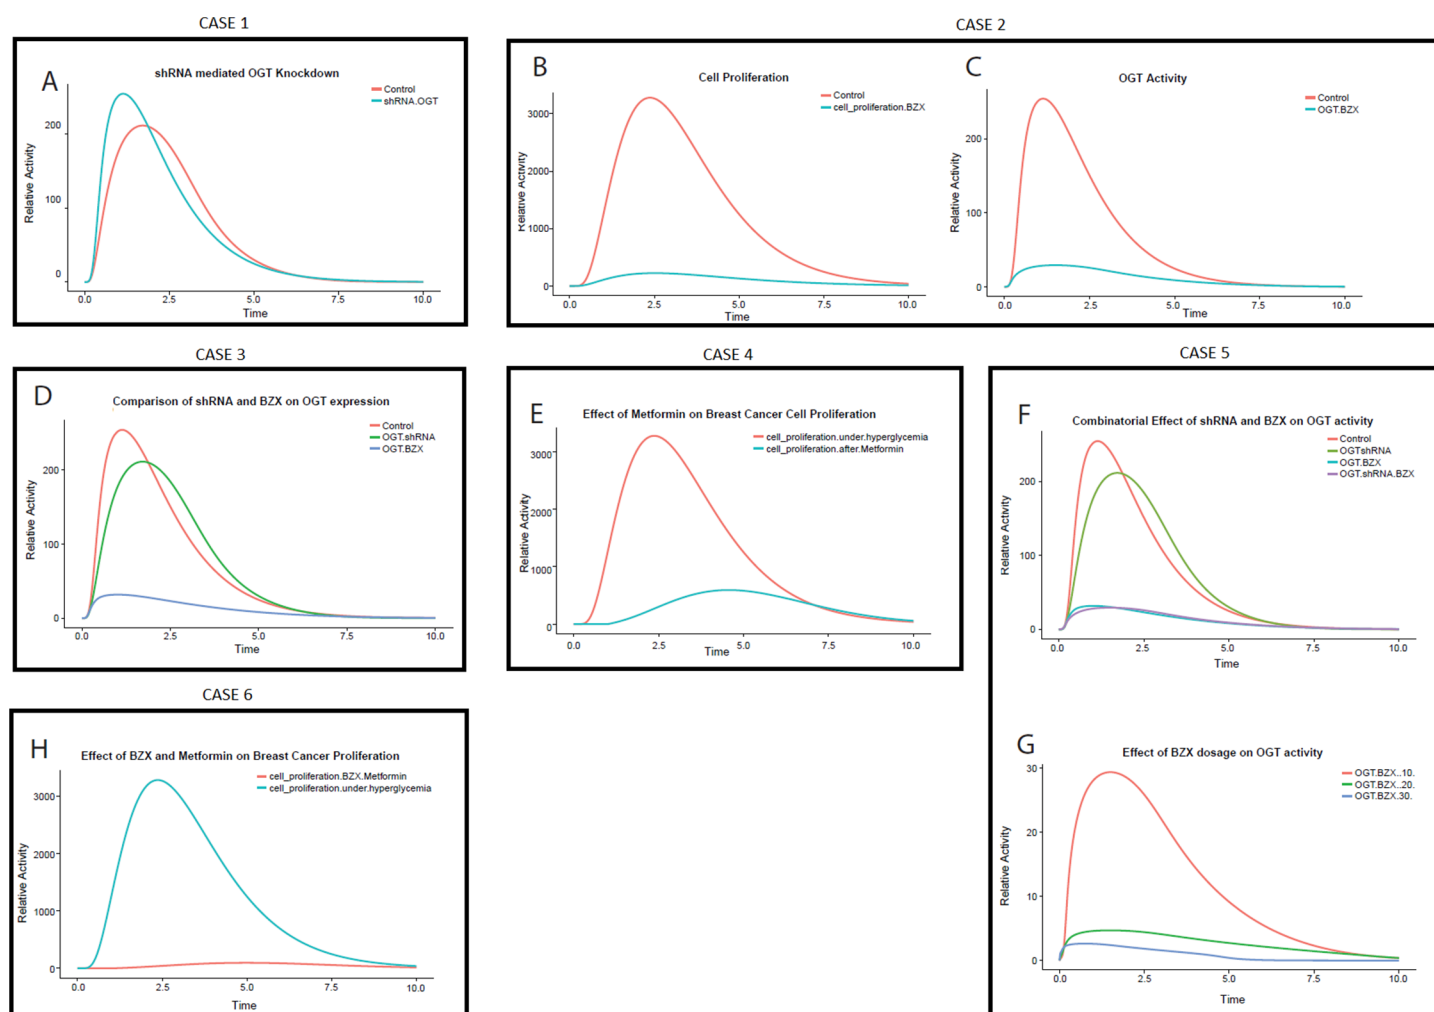 CASE 1
CASE 2
A
shRNA mediated OGT Knockdown
Control
shRNA.OGT
200
100
0
Relative Activity
0.0 2.5 5.0 7.5 10.0
Time
B
Cell Proliferation
Control
cell_proliferation.BZX
3000
2000
1000
0
Relative Activity
0.0 2.5 5.0 7.5 10.0
Time
C
OGT Activity
Control
OGT.BZX
200
100
0
Relative Activity
0.0 2.5 5.0 7.5 10.0
Time
CASE 3
CASE 4
CASE 5
D
Comparison of shRNA and BZX on OGT expression
Control
OGT.shRNA
OGT.BZX
200
100
0
Relative Activity
0.0 2.5 5.0 7.5 10.0
Time
E
Effect of Metformin on Breast Cancer Cell Proliferation
cell_proliferation.under.hyperglycemia
cell_proliferation.after.Metformin
3000
2000
1000
0
Relative Activity
0.0 2.5 5.0 7.5 10.0
Time
F
Combinatorial Effect of shRNA and BZX on OGT activity
Control
OGTshRNA
OGT.BZX
OGT.shRNA.BZX
200
100
0
Relative Activity
0.0 2.5 5.0 7.5 10.0
Time
CASE 6
H
Effect of BZX and Metformin on Breast Cancer Proliferation
cell_proliferation.BZX.Metformin
cell_proliferation.under.hyperglycemia
3000
2000
1000
0
Relative Activity
0.0 2.5 5.0 7.5 10.0
Time
G
Effect of BZX dosage on OGT activity
OGT.BZX..10.
OGT.BZX..20.
OGT.BZX.30.
30
20
10
0
Relative Activity
0.0 2.5 5.0 7.5 10.0
Time